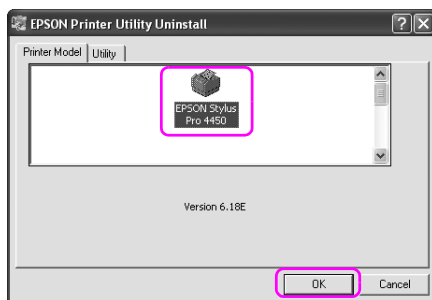 EPSON Printer Utility Uninstall
Printer Model
Utility
EPSON Stylus
Pro 4450
Version 6.18E
OK
Cancel